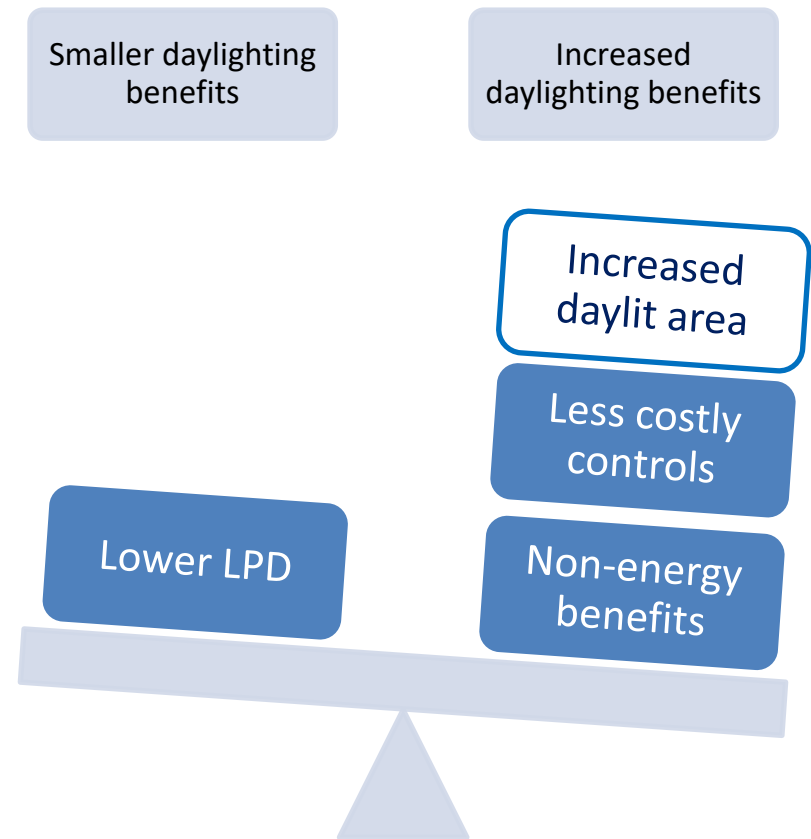 Smaller daylighting
benefits
Increased
daylighting benefits
Increased
daylit area
Less costly
controls
Lower LPD
Non-energy
benefits